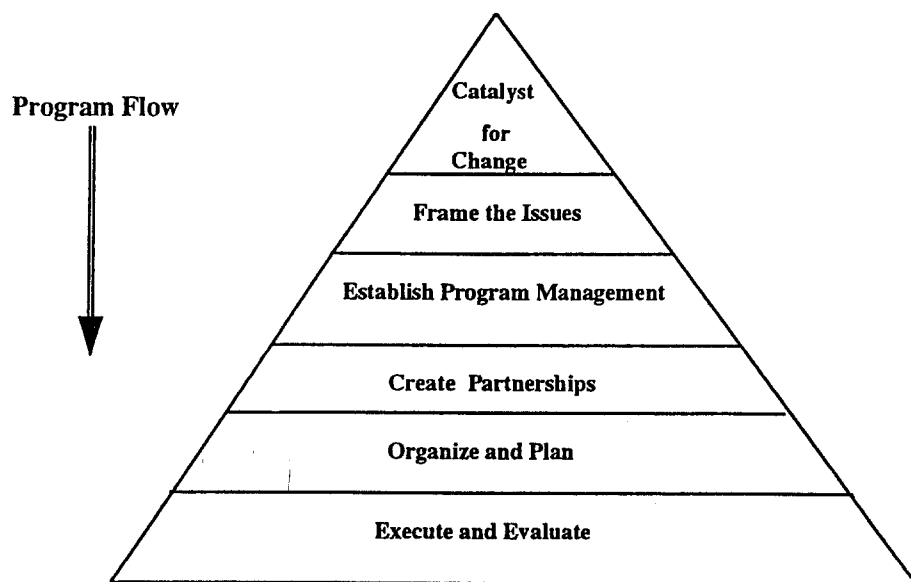 Program Flow
Catalyst
for
Change
Frame the Issues
Establish Program Management
Create Partnerships
Organize and Plan
Execute and Evaluate